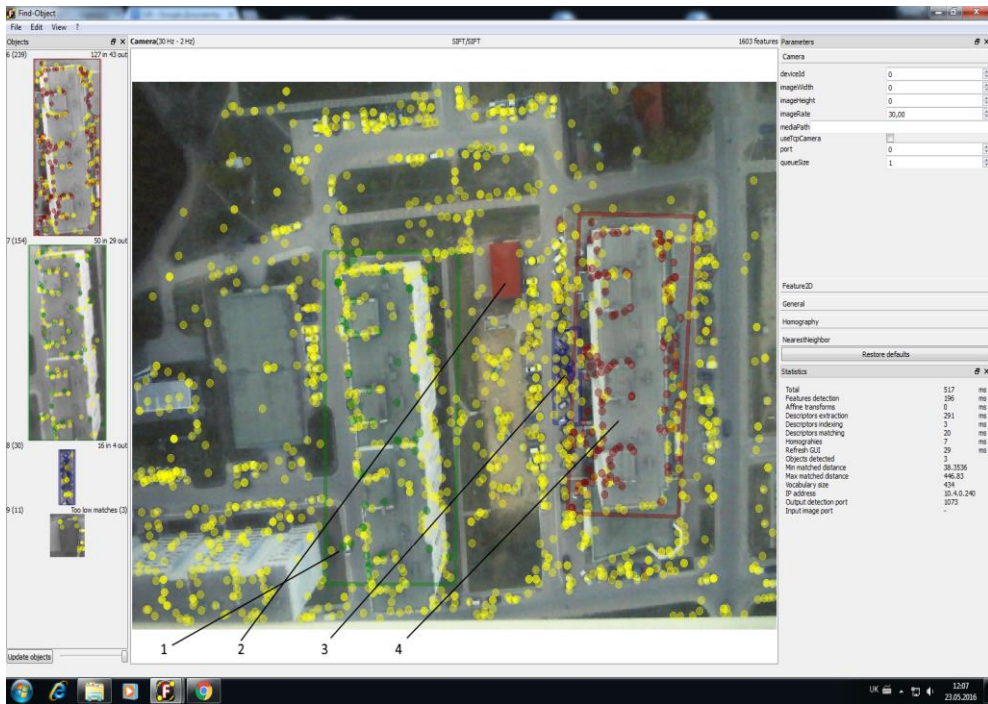 Find-Object
File Edit View ?
Objects
Camera(30 Hz - 2 Hz) SIFT/SIFT 1603 features
Parameters
6 (239) 127 in 43 out
7 (154) 50 in 29 out
8 (30) 16 in 4 out
9 (11) Too low matches (3)
Update objects
1 2 3 4
Camera
deviceId 0
imageWidth 0
imageHeight 0
imageRate 30,00
mediaPath
useTcpCamera
port 0
queueSize 1
Feature2D
General
Homography
NearestNeighbor
Restore defaults
Statistics
Total 517 ms
Features detection 196 ms
Affine transforms 0 ms
Descriptors extraction 291 ms
Descriptors indexing 3 ms
Descriptors matching 20 ms
Homograhies 7 ms
Refresh GUI 29 ms
Objects detected 3
Min matched distance 38.3536
Max matched distance 446.83
Vocabulary size 434
IP address 10.4.0.240
Output detection port 1073
Input image port -
UK
12:07
23.05.2016